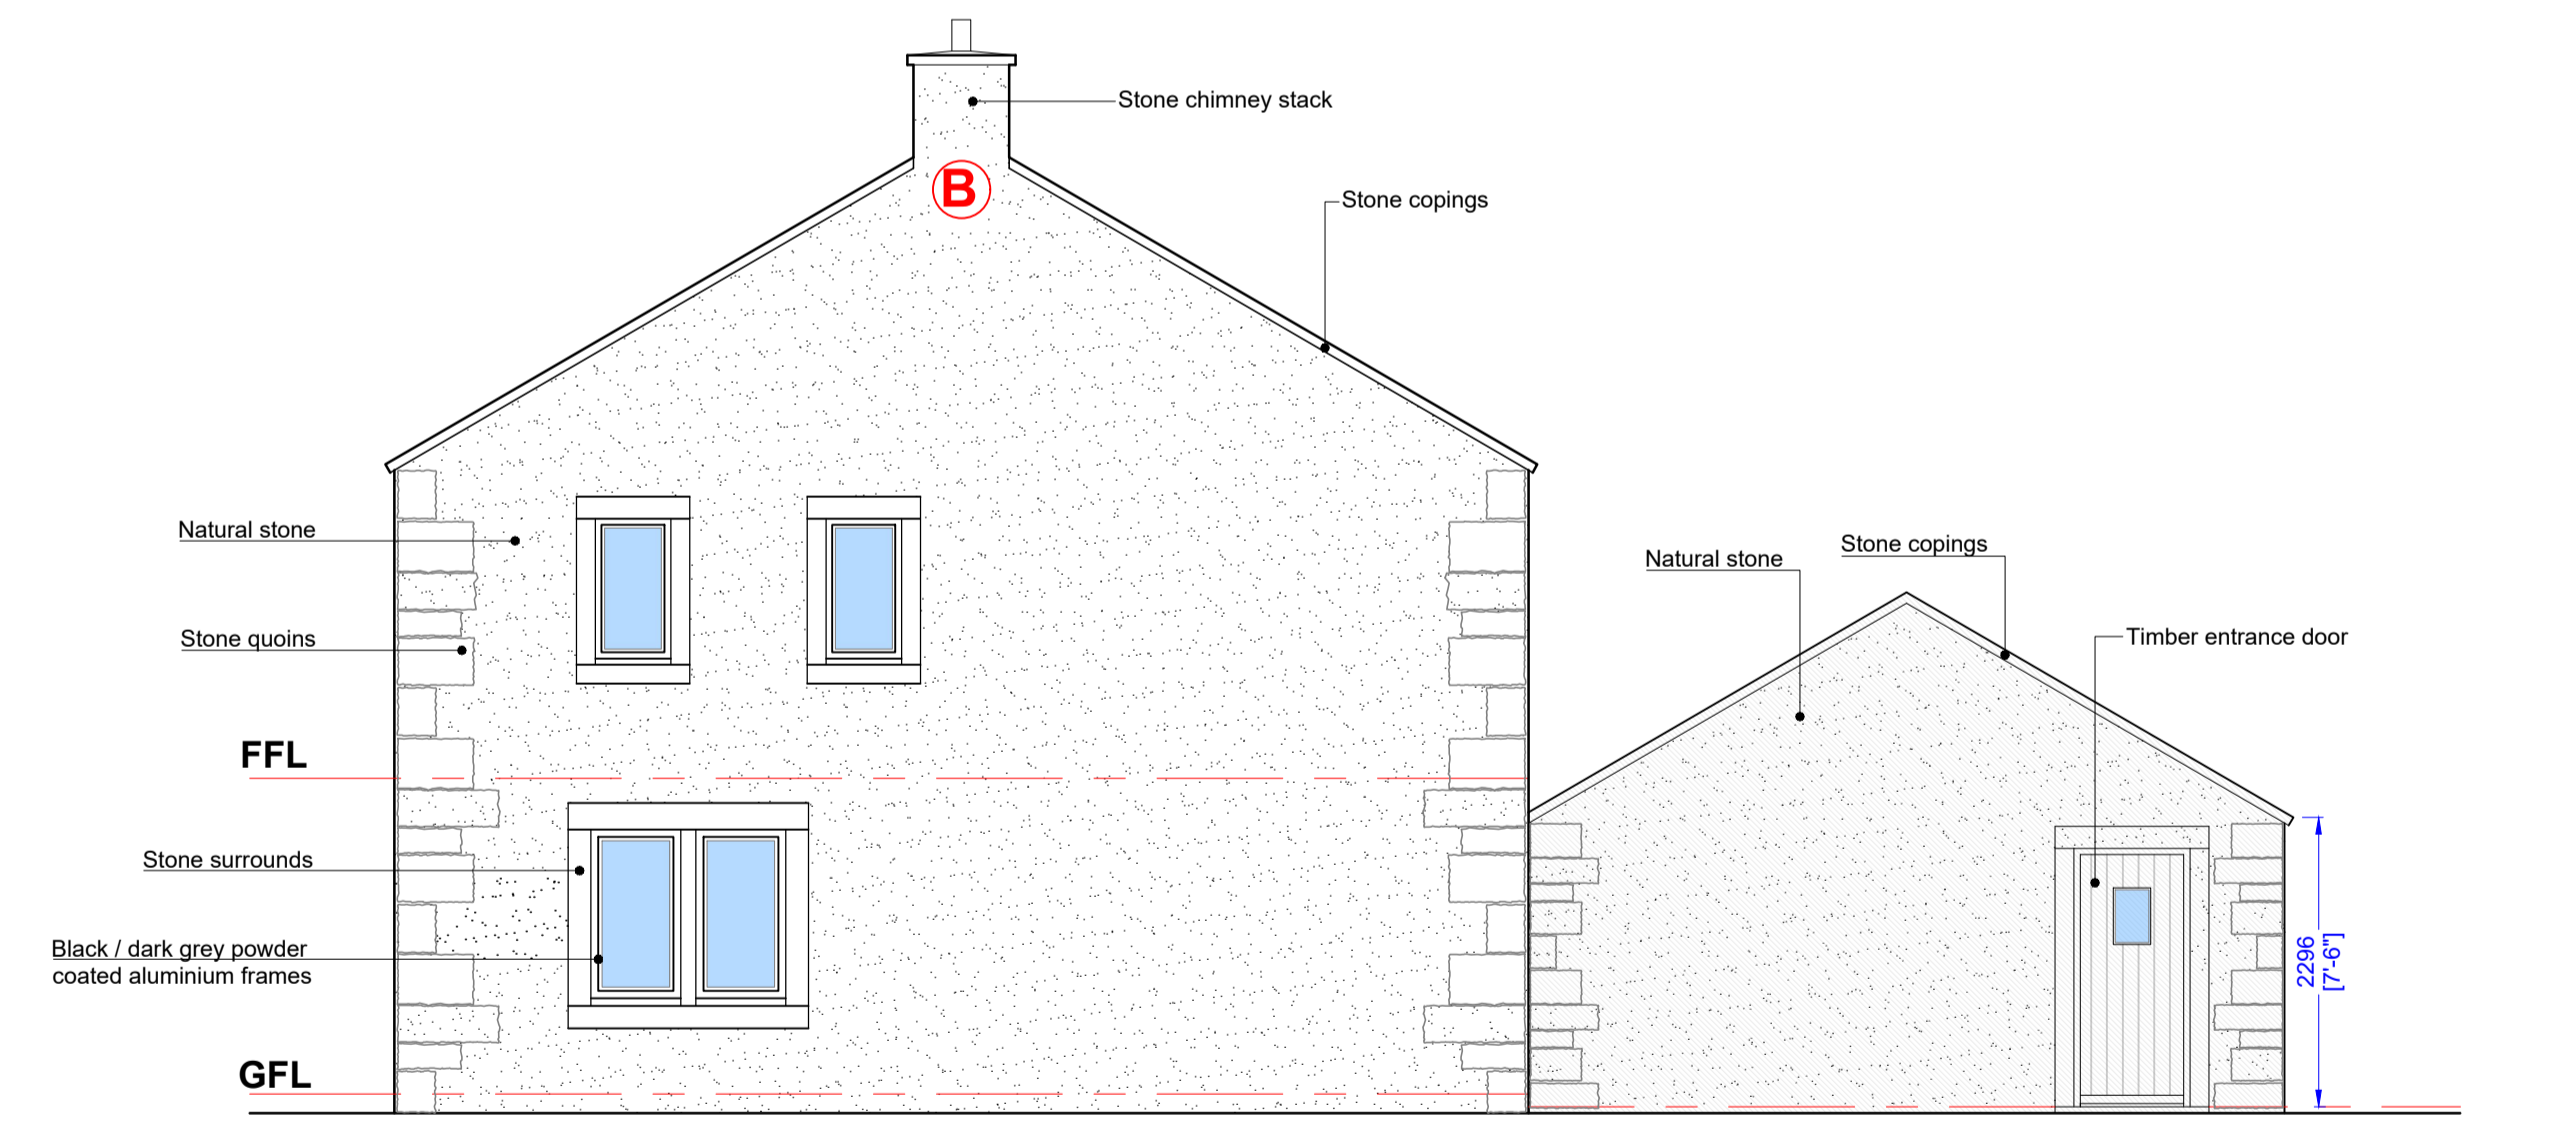 Stone chimney stack
B
Stone copings
Natural stone
Stone copings
Natural stone
Timber entrance door
Stone quoins
FFL
Stone surrounds
Black / dark grey powder
coated aluminium frames
2296
[7'-6"]
GFL